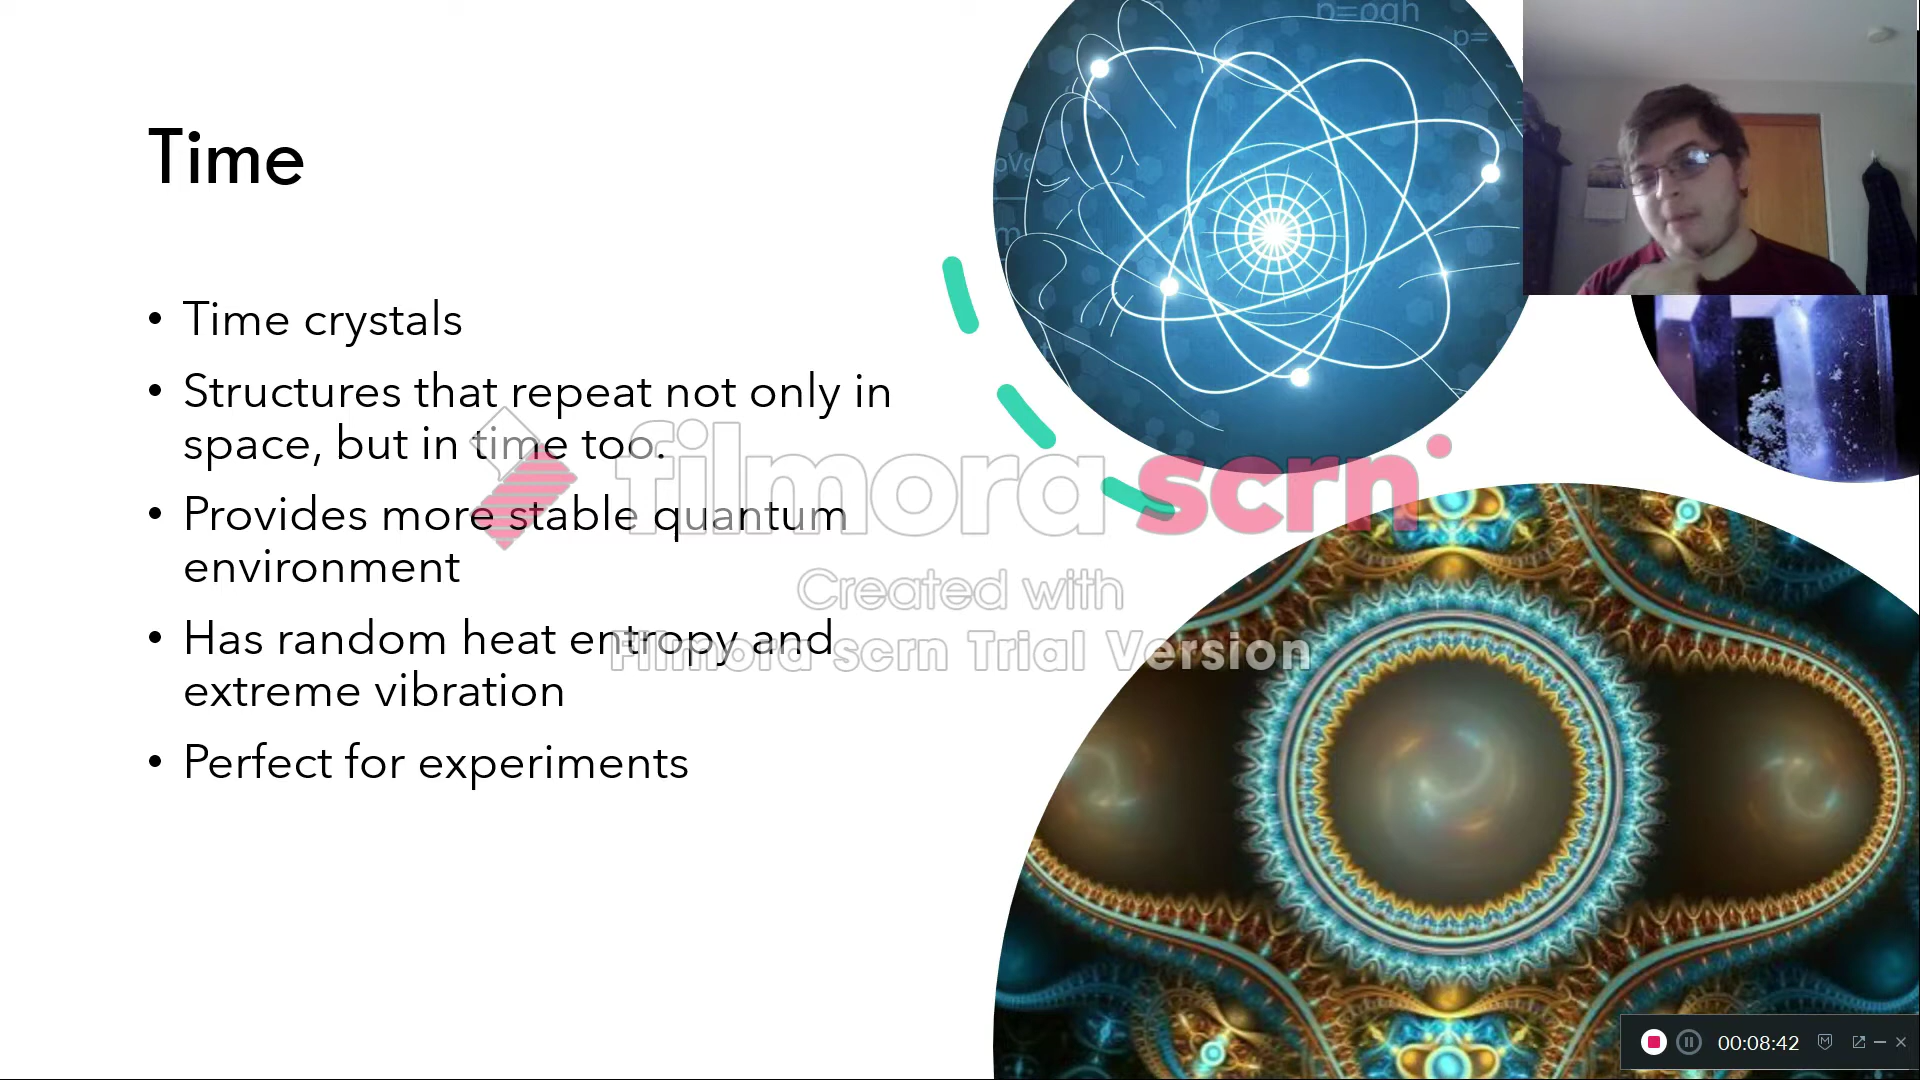 Time
• Time crystals
• Structures that repeat not only in
space, but in time too.
• Provides more stable quantum
environment
• Has random heat entropy and
extreme vibration
• Perfect for experiments
p=ρgh
p=
filmora scrn
Created with
Filmora scrn Trial Version
00:08:42